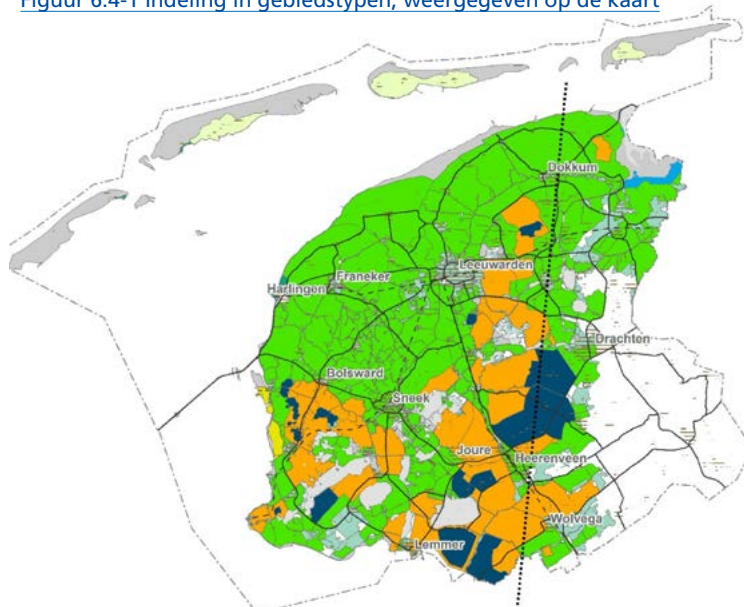 Figuur 6.4-1 Indeling in gebiedstypen, weergegeven op de kaart
Dokkum
Leeuwarden
Franeker
Harlingen
Drachten
Bolsward
Sneek
Joure
Heerenveen
Wolvega
Lemmer